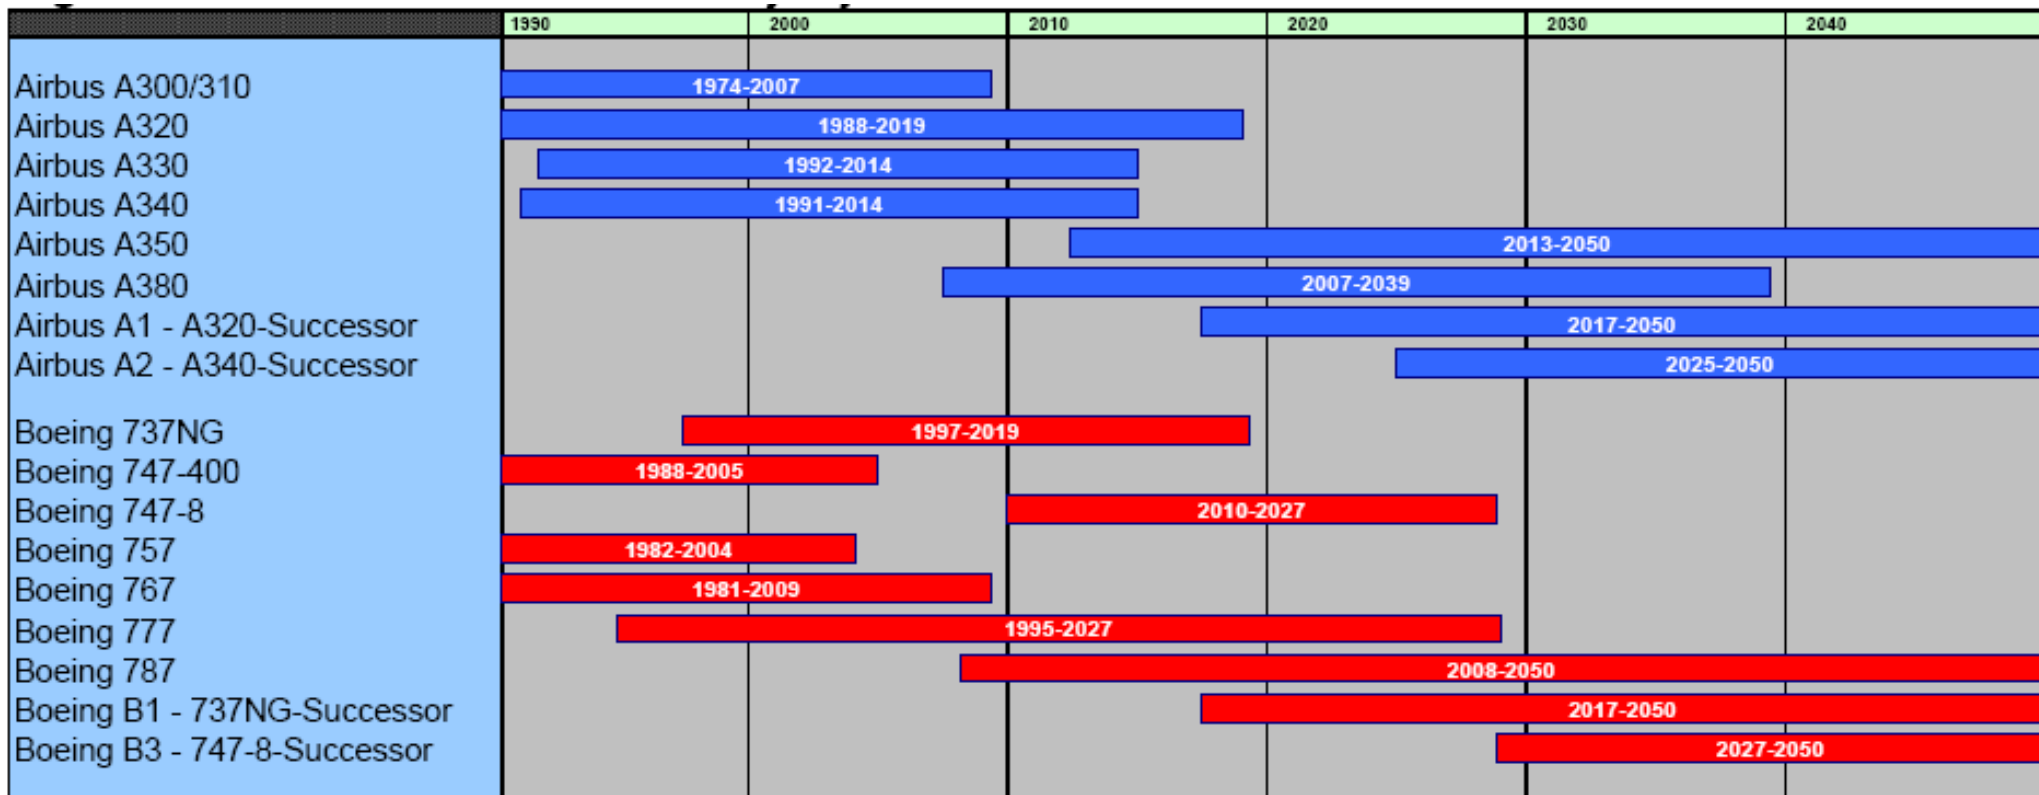 1990 2000 2010 2020 2030 2040
Airbus A300/310 1974-2007
Airbus A320 1988-2019
Airbus A330 1992-2014
Airbus A340 1991-2014
Airbus A350 2013-2050
Airbus A380 2007-2039
Airbus A1 - A320-Successor 2017-2050
Airbus A2 - A340-Successor 2025-2050
Boeing 737NG 1997-2019
Boeing 747-400 1988-2005
Boeing 747-8 2010-2027
Boeing 757 1982-2004
Boeing 767 1981-2009
Boeing 777 1995-2027
Boeing 787 2008-2050
Boeing B1 - 737NG-Successor 2017-2050
Boeing B3 - 747-8-Successor 2027-2050